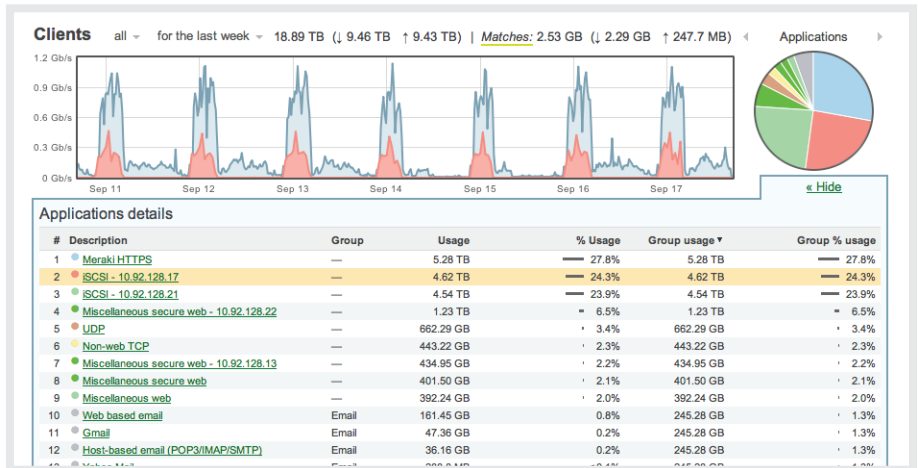 Clients all for the last week 18.89 TB (↓ 9.46 TB ↑ 9.43 TB) | Matches: 2.53 GB (↓ 2.29 GB ↑ 247.7 MB) Applications
1.2 Gb/s
0.9 Gb/s
0.6 Gb/s
0.3 Gb/s
0 Gb/s
Sep 11 Sep 12 Sep 13 Sep 14 Sep 15 Sep 16 Sep 17
« Hide
Applications details
# Description Group Usage % Usage Group usage ▼ Group % usage
1 Meraki HTTPS — 5.28 TB 27.8% 5.28 TB 27.8%
2 iSCSI - 10.92.128.17 — 4.62 TB 24.3% 4.62 TB 24.3%
3 iSCSI - 10.92.128.21 — 4.54 TB 23.9% 4.54 TB 23.9%
4 Miscellaneous secure web - 10.92.128.22 — 1.23 TB 6.5% 1.23 TB 6.5%
5 UDP — 662.29 GB 3.4% 662.29 GB 3.4%
6 Non-web TCP — 443.22 GB 2.3% 443.22 GB 2.3%
7 Miscellaneous secure web - 10.92.128.13 — 434.95 GB 2.2% 434.95 GB 2.2%
8 Miscellaneous secure web — 401.50 GB 2.1% 401.50 GB 2.1%
9 Miscellaneous web — 392.24 GB 2.0% 392.24 GB 2.0%
10 Web based email Email 161.45 GB 0.8% 245.28 GB 1.3%
11 Gmail Email 47.36 GB 0.2% 245.28 GB 1.3%
12 Host-based email (POP3/IMAP/SMTP) Email 36.16 GB 0.2% 245.28 GB 1.3%